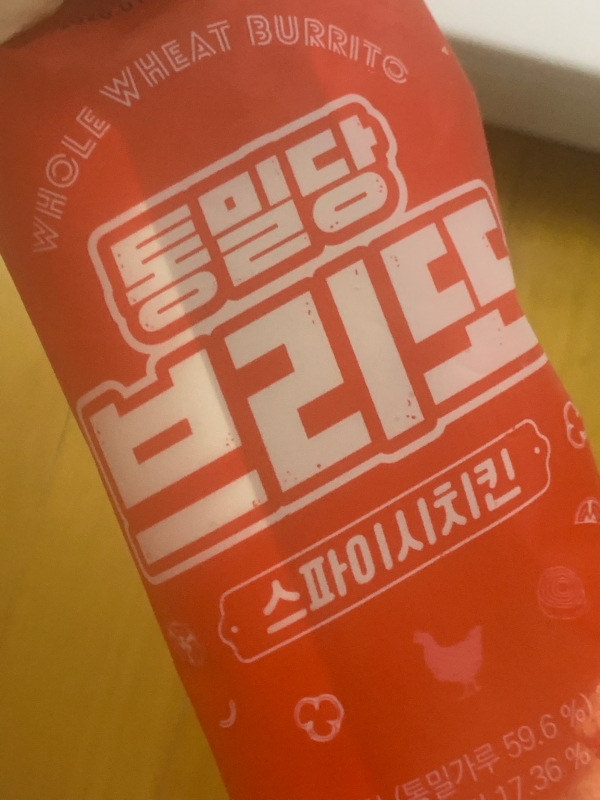 WHOLE WHEAT BURRITO
통밀당
브리또
스파이시치킨
(통밀가루 59.6 %)
17.36 %